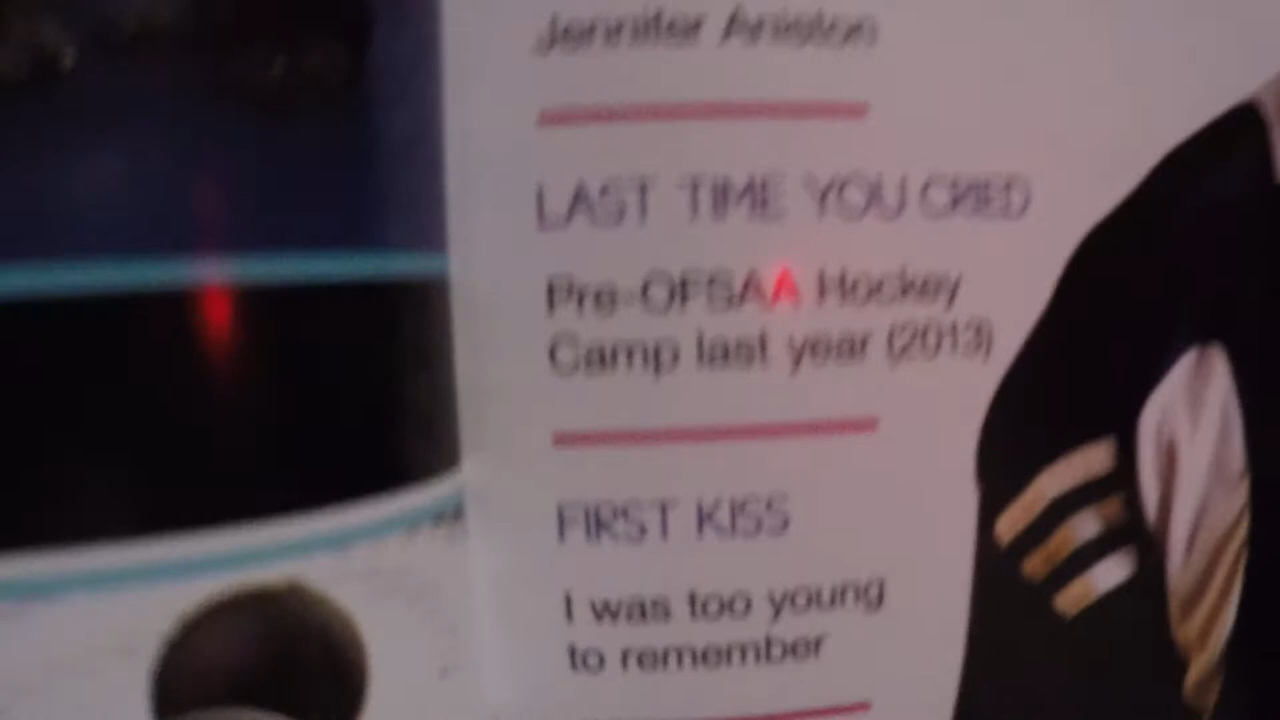 Jennifer Aniston
LAST TIME YOU CRIED
Pre-OFSAA Hockey
Camp last year (2013)
FIRST KISS
I was too young
to remember